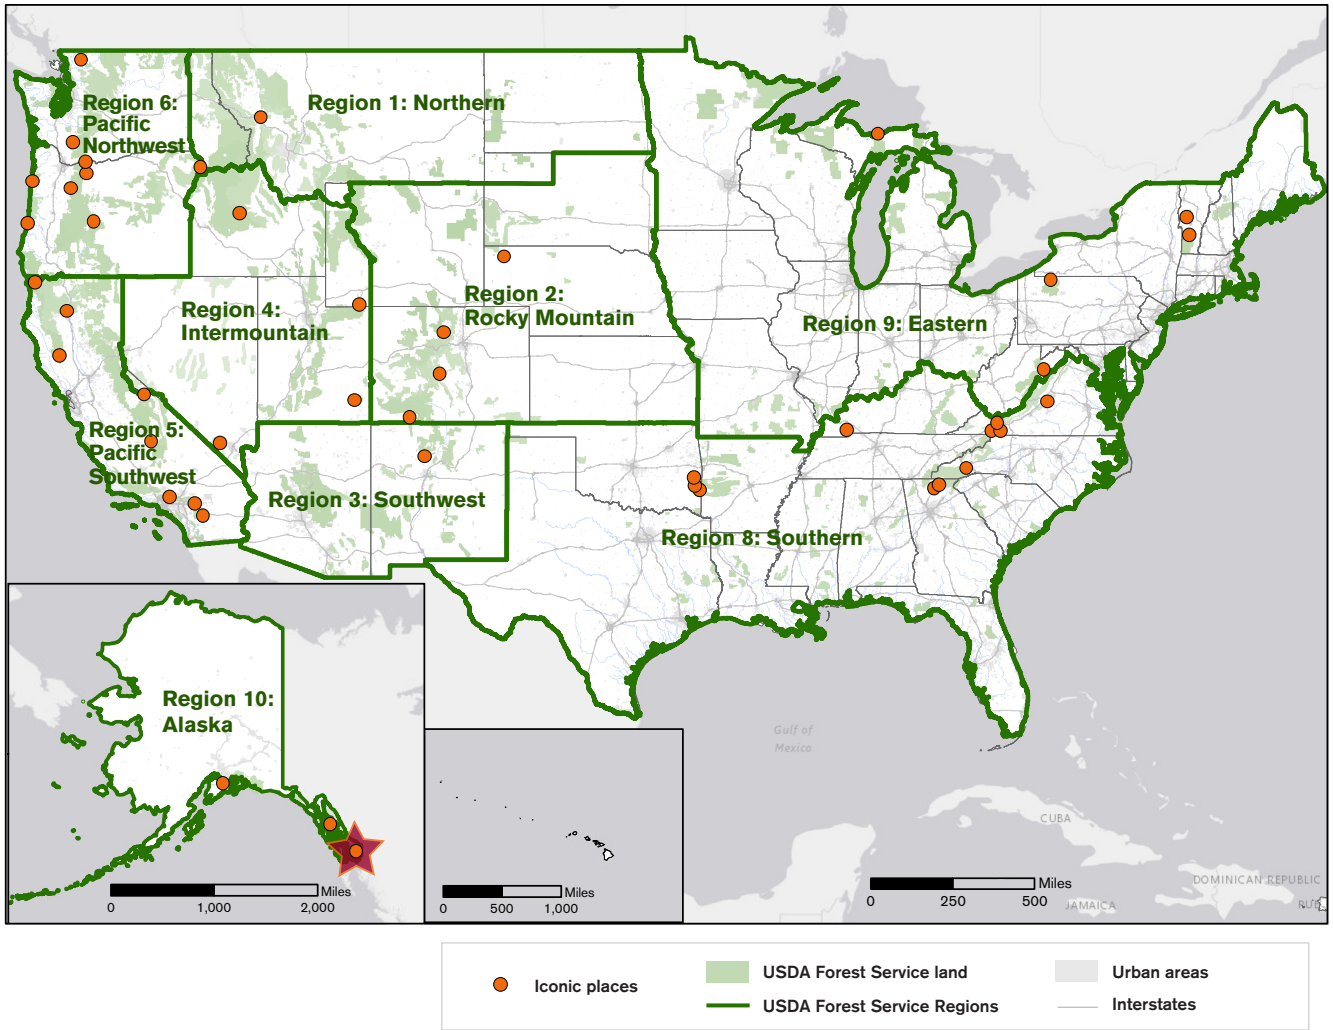 Region 6:
Pacific
Northwest
Region 1: Northern
Region 4:
Intermountain
Region 2:
Rocky Mountain
Region 9: Eastern
Region 5:
Pacific
Southwest
Region 3: Southwest
Region 8: Southern
Region 10:
Alaska
Gulf of
Mexico
CUBA
DOMINICAN REPUBLIC
JAMAICA
Miles
0 1,000 2,000
Miles
0 500 1,000
Miles
0 250 500
Iconic places
USDA Forest Service land
USDA Forest Service Regions
Urban areas
Interstates